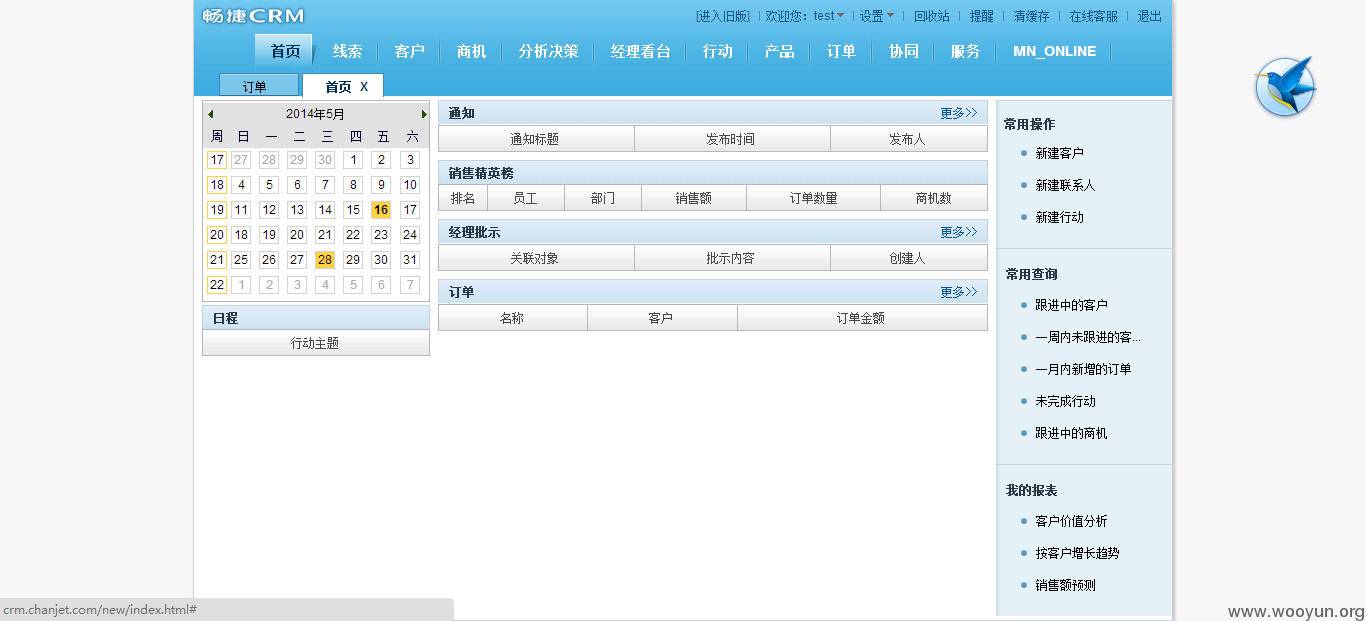 畅捷CRM
[进入旧版] 欢迎您：test 设置 回收站 提醒 清缓存 在线客服 退出
首页 线索 客户 商机 分析决策 经理看台 行动 产品 订单 协同 服务 MN_ONLINE
订单 首页 X
2014年5月
周 日 一 二 三 四 五 六
17 27 28 29 30 1 2 3
18 4 5 6 7 8 9 10
19 11 12 13 14 15 16 17
20 18 19 20 21 22 23 24
21 25 26 27 28 29 30 31
22 1 2 3 4 5 6 7
日程
行动主题
通知 更多>>
通知标题 发布时间 发布人
销售精英榜
排名 员工 部门 销售额 订单数量 商机数
经理批示 更多>>
关联对象 批示内容 创建人
订单 更多>>
名称 客户 订单金额
常用操作
新建客户
新建联系人
新建行动
常用查询
跟进中的客户
一周内未跟进的客...
一月内新增的订单
未完成行动
跟进中的商机
我的报表
客户价值分析
按客户增长趋势
销售额预测
crm.chanjet.com/new/index.html#
www.wooyun.org